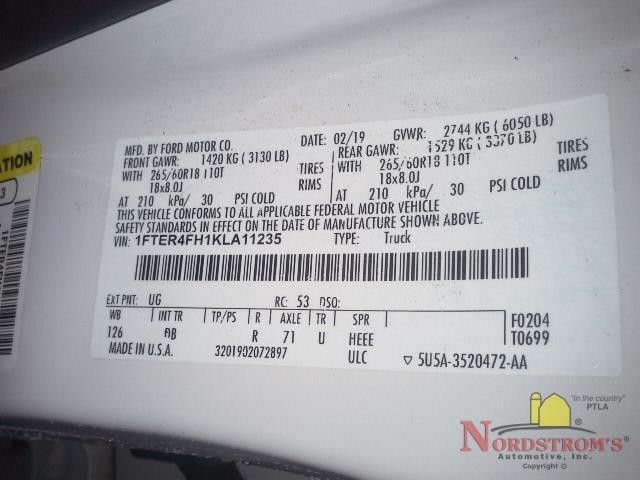 MFD. BY FORD MOTOR CO. DATE: 02/19 GVWR: 2744 KG ( 6050 LB)
FRONT GAWR: 1420 KG ( 3130 LB) REAR GAWR: 1529 KG ( 3370 LB)
WITH 265/60R18 110T TIRES WITH 265/60R18 110T TIRES
18x8.0J RIMS 18x8.0J RIMS
AT 210 kPa/ 30 PSI COLD AT 210 kPa/ 30 PSI COLD
THIS VEHICLE CONFORMS TO ALL APPLICABLE FEDERAL MOTOR VEHICLE
SAFETY STANDARDS IN EFFECT ON THE DATE OF MANUFACTURE SHOWN ABOVE.
VIN: 1FTER4FH1KLA11235 TYPE: Truck
EXT PNT: UG RC: 53 DSO:
WB INT TR TP/PS R AXLE TR SPR F0204
126 ÐB R 71 U HEEE T0699
MADE IN U.S.A. 3201902072897 ULC ▽ 5U5A-3520472-AA
"in the country"
PTLA
NORDSTROM'S
Automotive, Inc.
Copyright ©